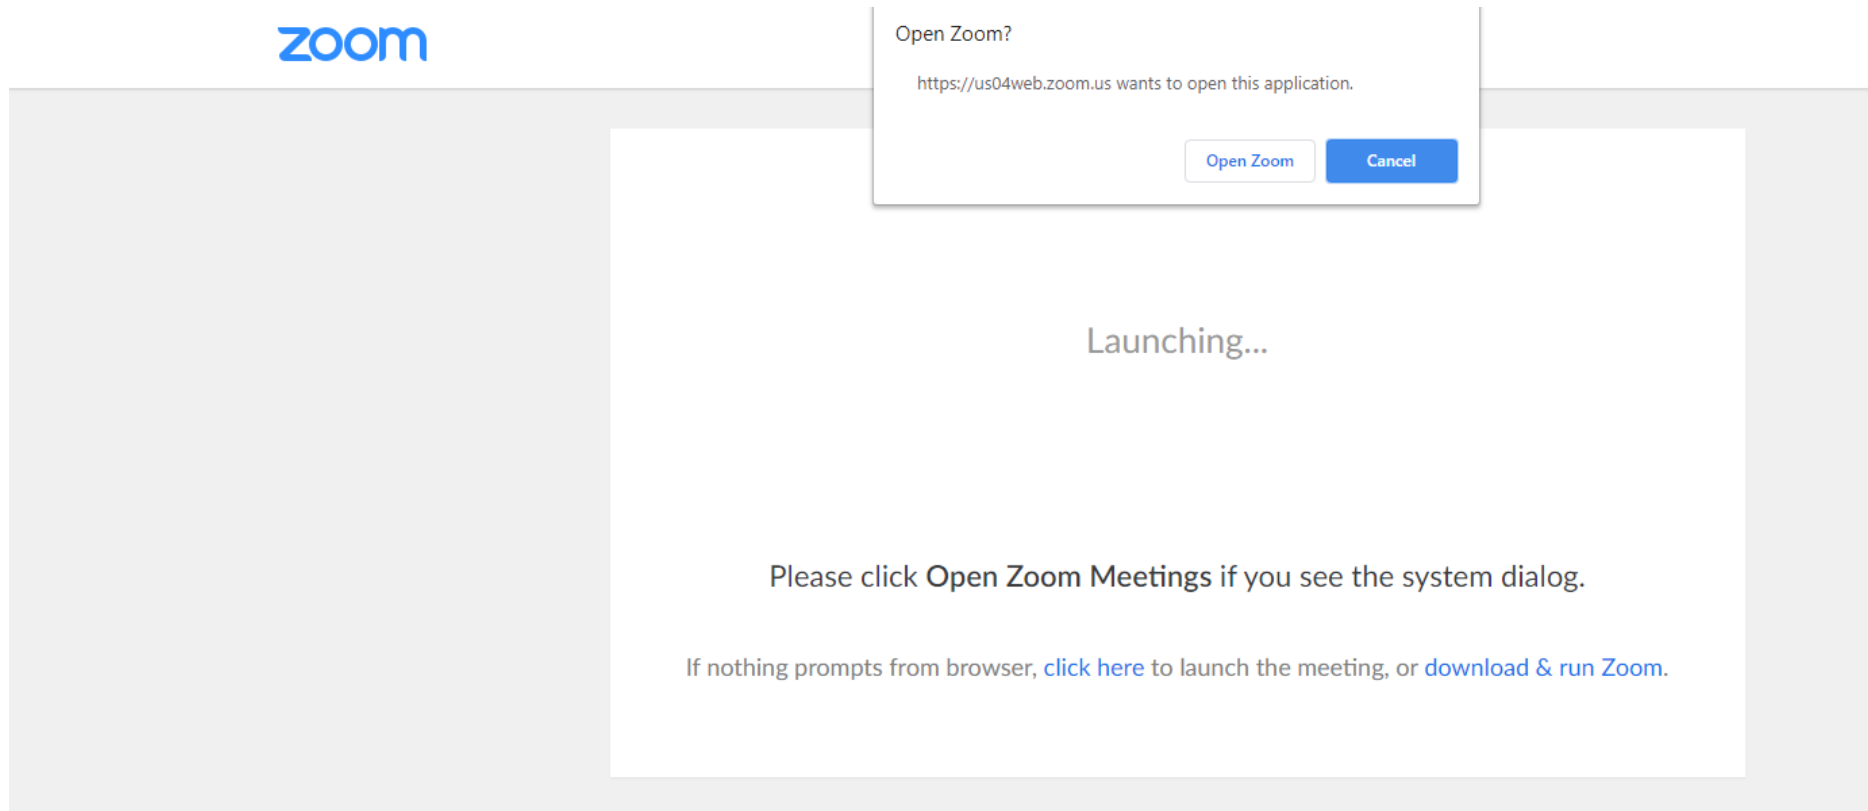 zoom
Open Zoom?
https://us04web.zoom.us wants to open this application.
Open Zoom
Cancel
Launching...
Please click Open Zoom Meetings if you see the system dialog.
If nothing prompts from browser, click here to launch the meeting, or download & run Zoom.